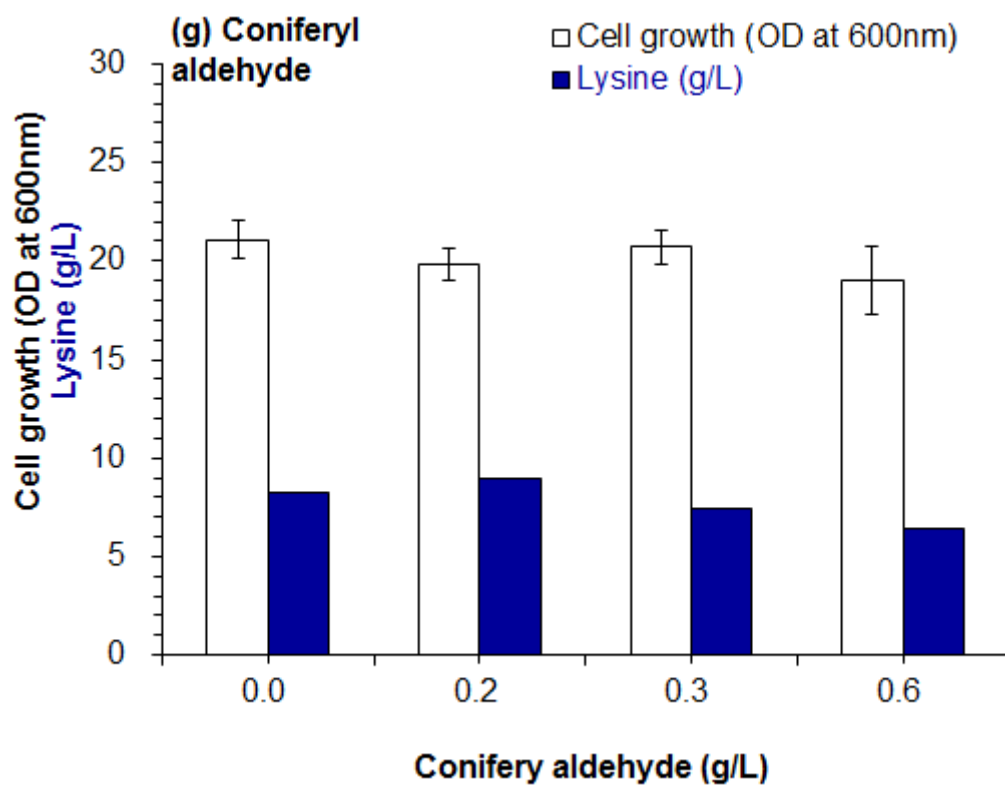 (g) Coniferyl
aldehyde
Cell growth (OD at 600nm)
Lysine (g/L)
Cell growth (OD at 600nm)
Lysine (g/L)
30
25
20
15
10
5
0
0.0 0.2 0.3 0.6
Conifery aldehyde (g/L)